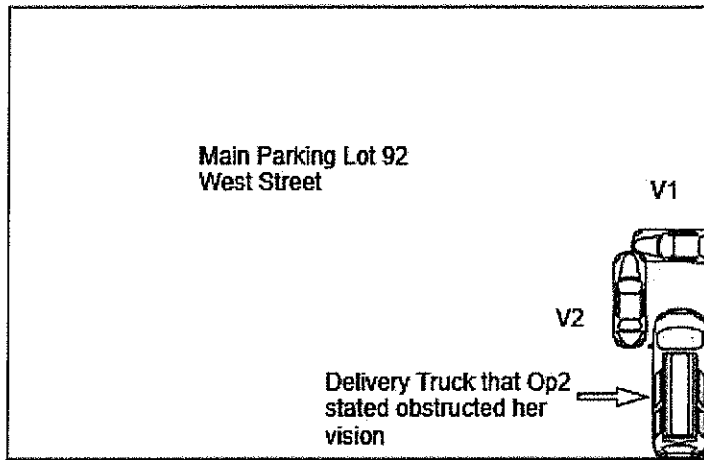 Main Parking Lot 92
West Street
V1
V2
Delivery Truck that Op2
stated obstructed her
vision